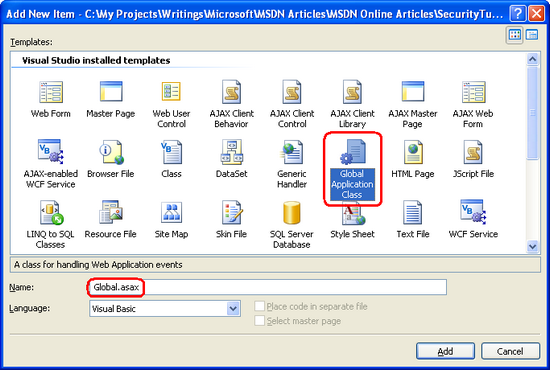 Add New Item - C:\My Projects\Writings\Microsoft\MSDN Articles\MSDN Online Articles\SecurityTu...
Templates:
Visual Studio installed templates
Web Form
Master Page
Web User
Control
AJAX Client
Behavior
AJAX Client
Control
AJAX Client
Library
AJAX Master
Page
AJAX Web
Form
AJAX-enabled
WCF Service
Browser File
Class
DataSet
Generic
Handler
Global
Application
Class
HTML Page
JScript File
LINQ to SQL
Classes
Resource File
Site Map
Skin File
SQL Server
Database
Style Sheet
Text File
WCF Service
A class for handling Web Application events
Name:
Global.asax
Language:
Visual Basic
Place code in separate file
Select master page
Add
Cancel